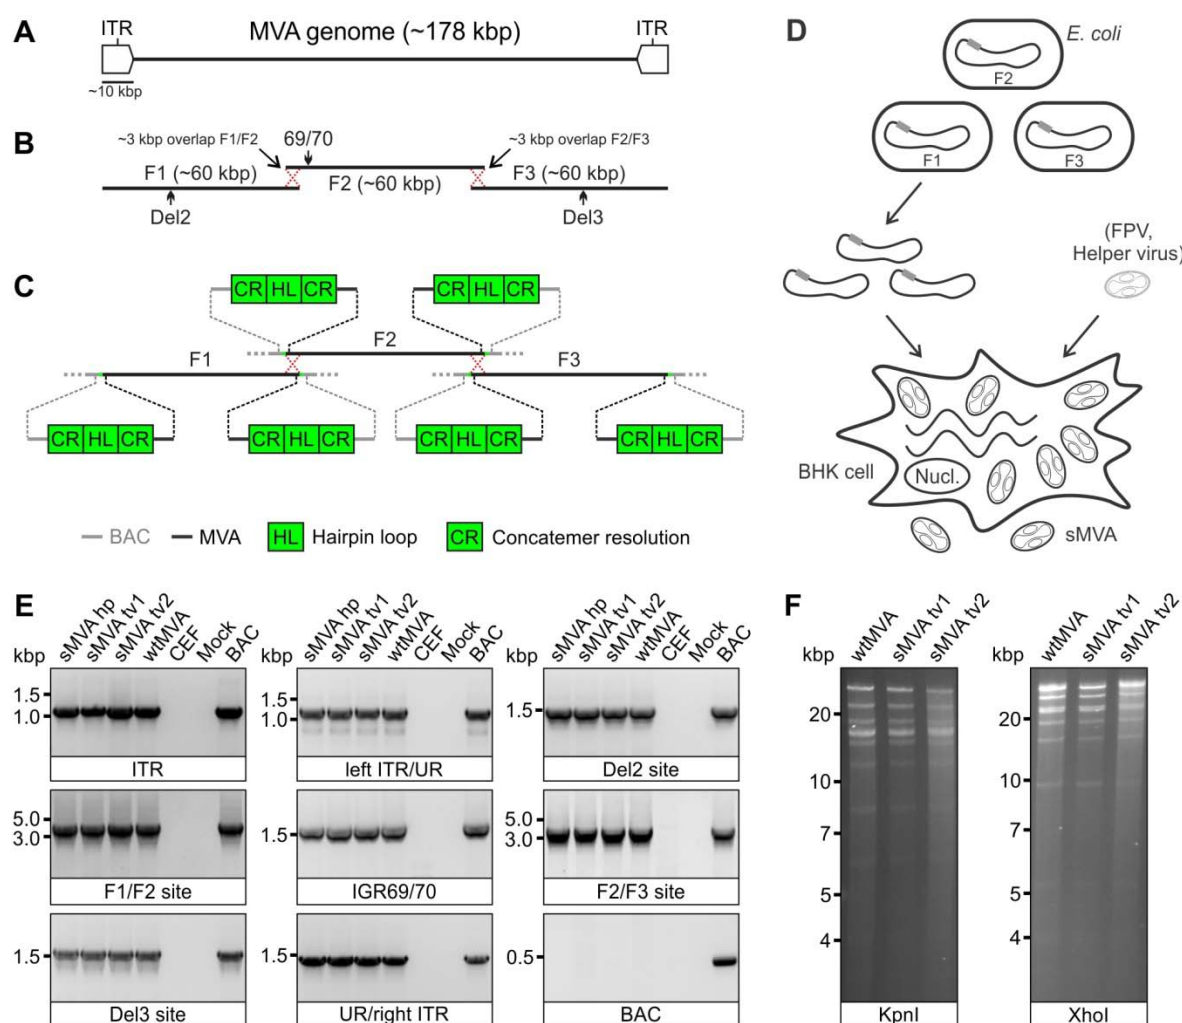 A
ITR
MVA genome (~178 kbp)
ITR
~10 kbp
B
~3 kbp overlap F1/F2
69/70
~3 kbp overlap F2/F3
F1 (~60 kbp)
F2 (~60 kbp)
F3 (~60 kbp)
Del2
Del3
C
CR HL CR
CR HL CR
F2
F1
F3
CR HL CR
CR HL CR
CR HL CR
CR HL CR
BAC
MVA
HL Hairpin loop
CR Concatemer resolution
D
E. coli
F2
F1
F3
(FPV,
Helper virus)
BHK cell
Nucl.
sMVA
E
kbp
sMVA hp
sMVA tv1
sMVA tv2
wtMVA
CEF
Mock
BAC
1.5
1.0
ITR
kbp
sMVA hp
sMVA tv1
sMVA tv2
wtMVA
CEF
Mock
BAC
1.5
1.0
left ITR/UR
kbp
sMVA hp
sMVA tv1
sMVA tv2
wtMVA
CEF
Mock
BAC
1.5
Del2 site
5.0
3.0
F1/F2 site
1.5
IGR69/70
5.0
3.0
F2/F3 site
1.5
Del3 site
1.5
UR/right ITR
0.5
BAC
F
kbp
wtMVA
sMVA tv1
sMVA tv2
20
10
7
5
4
KpnI
kbp
wtMVA
sMVA tv1
sMVA tv2
20
10
7
5
4
XhoI